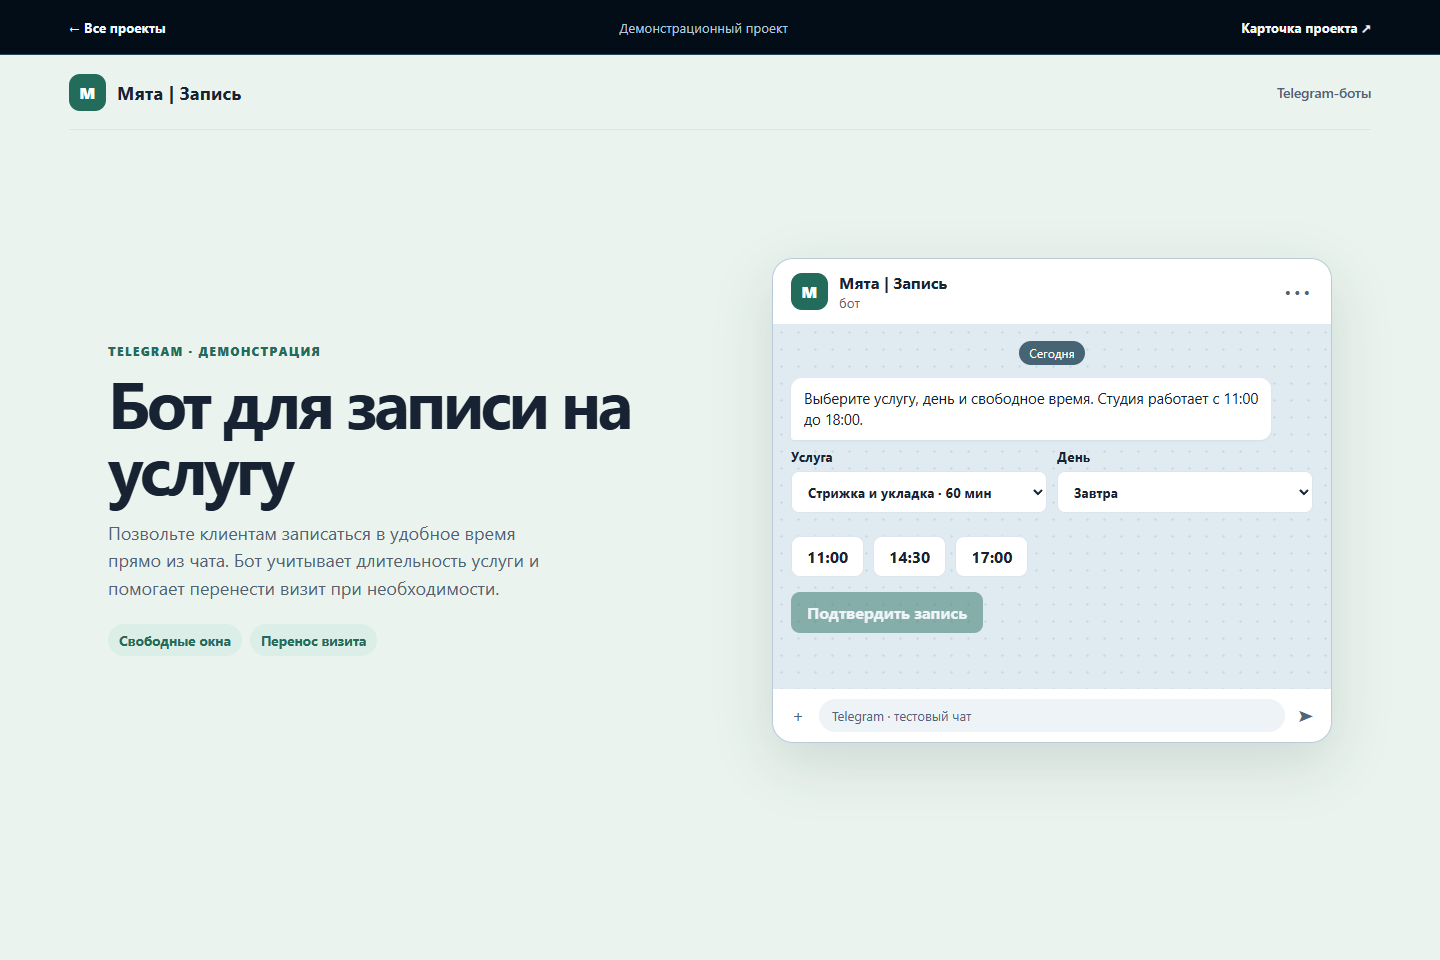 ← Все проекты
Демонстрационный проект
Карточка проекта ↗
М
Мята | Запись
Telegram-боты
TELEGRAM · ДЕМОНСТРАЦИЯ
Бот для записи на
услугу
Позвольте клиентам записаться в удобное время
прямо из чата. Бот учитывает длительность услуги и
помогает перенести визит при необходимости.
Свободные окна
Перенос визита
М
Мята | Запись
бот
Сегодня
Выберите услугу, день и свободное время. Студия работает с 11:00
до 18:00.
Услуга
День
Стрижка и укладка · 60 мин
Завтра
11:00
14:30
17:00
Подтвердить запись
+
Telegram · тестовый чат